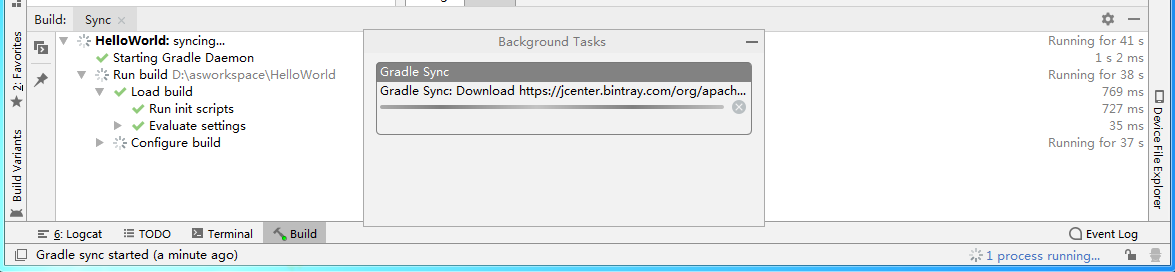 Build:
Sync
HelloWorld: syncing...
Running for 41 s
Starting Gradle Daemon
1 s 2 ms
Run build D:\asworkspace\HelloWorld
Running for 38 s
Load build
769 ms
Run init scripts
727 ms
Evaluate settings
35 ms
Configure build
Running for 37 s
Background Tasks
Gradle Sync
Gradle Sync: Download https://jcenter.bintray.com/org/apach...
2: Favorites
Build Variants
Device File Explorer
6: Logcat
TODO
Terminal
Build
Event Log
Gradle sync started (a minute ago)
1 process running...